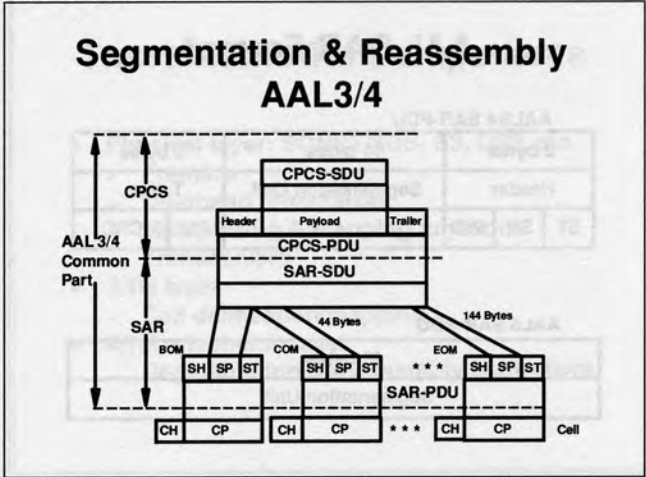 Segmentation & Reassembly
AAL3/4
CPCS-SDU
CPCS
Header Payload Trailer
CPCS-PDU
AAL 3/4
Common
Part
SAR-SDU
SAR
44 Bytes
144 Bytes
BOM COM EOM
SH SP ST SH SP ST * * * SH SP ST
SAR-PDU
CH CP CH CP * * * CH CP Cell